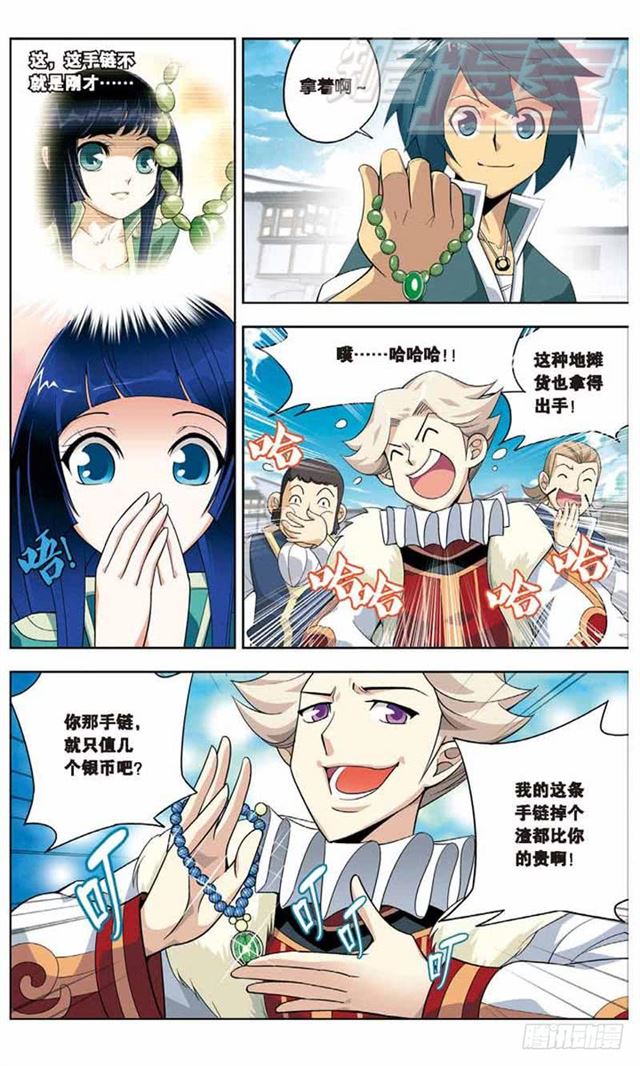 这，这手链不
就是刚才……
拿着啊～
噗……哈哈哈！！
这种地摊
货也拿得
出手！
哈
哈
哈
哈
哈
唔！
你那手链，
就只值几
个银币吧？
我的这条
手链掉个
渣都比你
的贵啊！
叮
叮
叮
叮
腾讯动漫